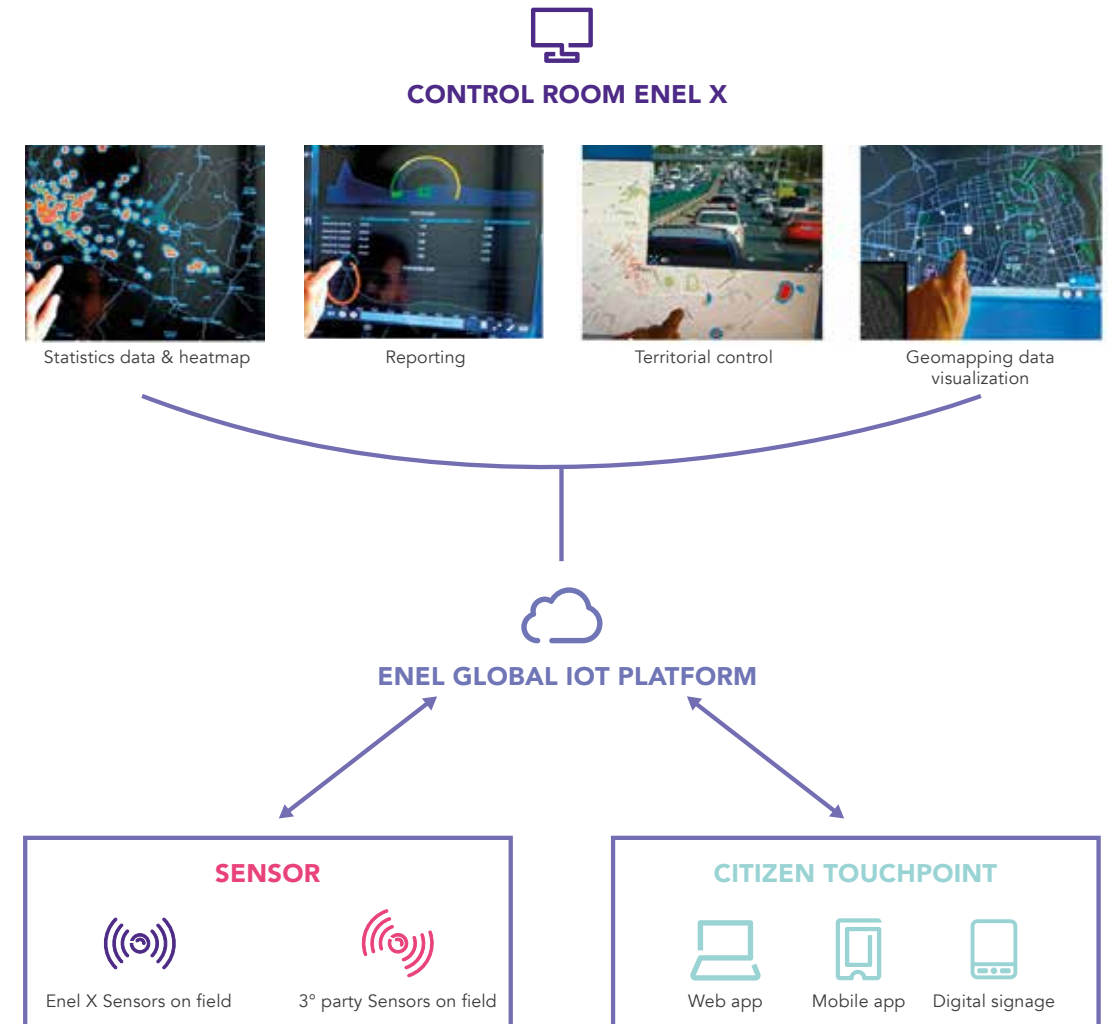 CONTROL ROOM ENEL X
Statistics data & heatmap
Reporting
Territorial control
Geomapping data
visualization
ENEL GLOBAL IOT PLATFORM
SENSOR
CITIZEN TOUCHPOINT
Enel X Sensors on field
3° party Sensors on field
Web app
Mobile app
Digital signage